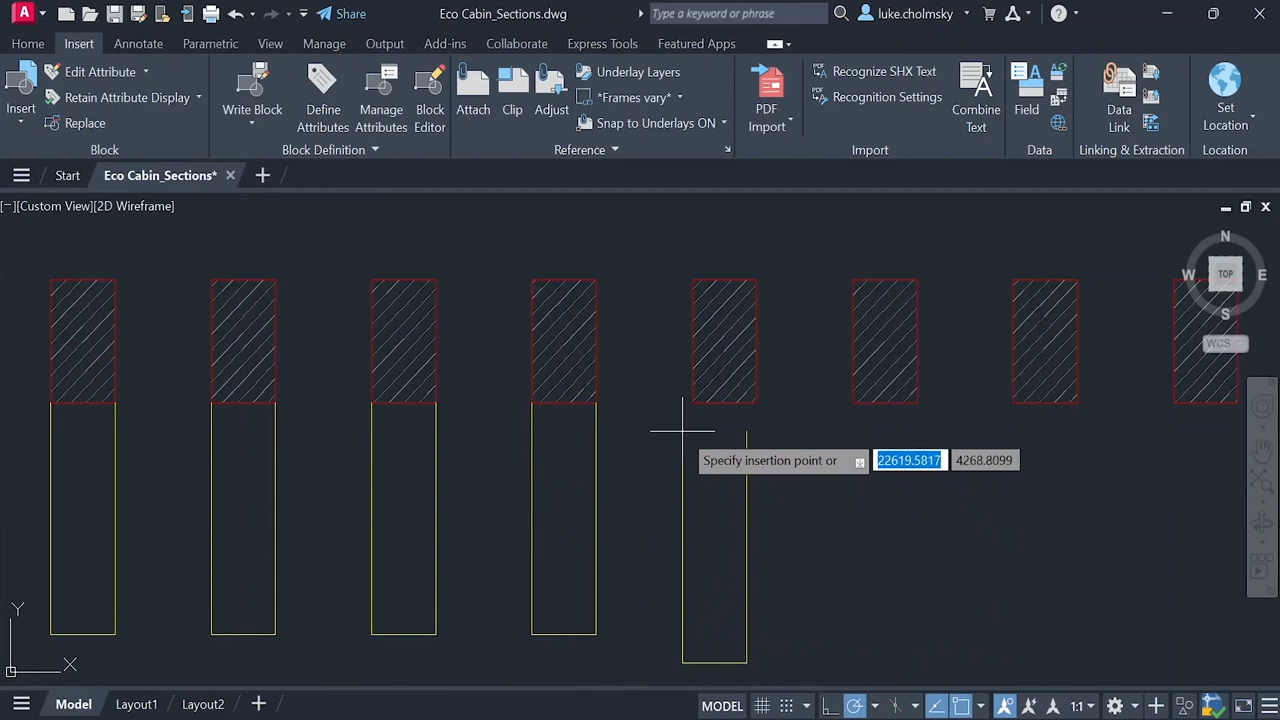 A
Share
Eco Cabin_Sections.dwg
Type a keyword or phrase
luke.cholmsky
Home Insert Annotate Parametric View Manage Output Add-ins Collaborate Express Tools Featured Apps
Insert
Edit Attribute
tain Attribute Display
Replace
Block
Write Block
Define Attributes
Manage Attributes
Block Editor
Block Definition
Attach
Clip
Adjust
Underlay Layers
*Frames vary*
Snap to Underlays ON
Reference
PDF Import
Recognize SHX Text
Recognition Settings
Combine Text
Import
Field
Data
Data Link
Linking & Extraction
Set Location
Location
Start
Eco Cabin_Sections*
[−][Custom View][2D Wireframe]
N
W TOP E
S
WCS
Specify insertion point or 22619.5817 4268.8099
Y
X
Model Layout1 Layout2
MODEL
1:1